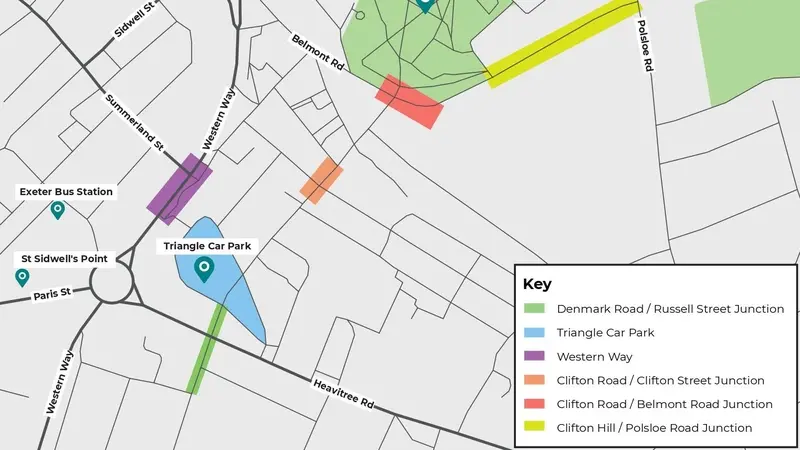 Sidwell St
Belmont Rd
Polsloe Rd
Summerland St
Western Way
Exeter Bus Station
St Sidwell's Point
Triangle Car Park
Paris St
Western Way
Heavitree Rd
Key
Denmark Road / Russell Street Junction
Triangle Car Park
Western Way
Clifton Road / Clifton Street Junction
Clifton Road / Belmont Road Junction
Clifton Hill / Polsloe Road Junction